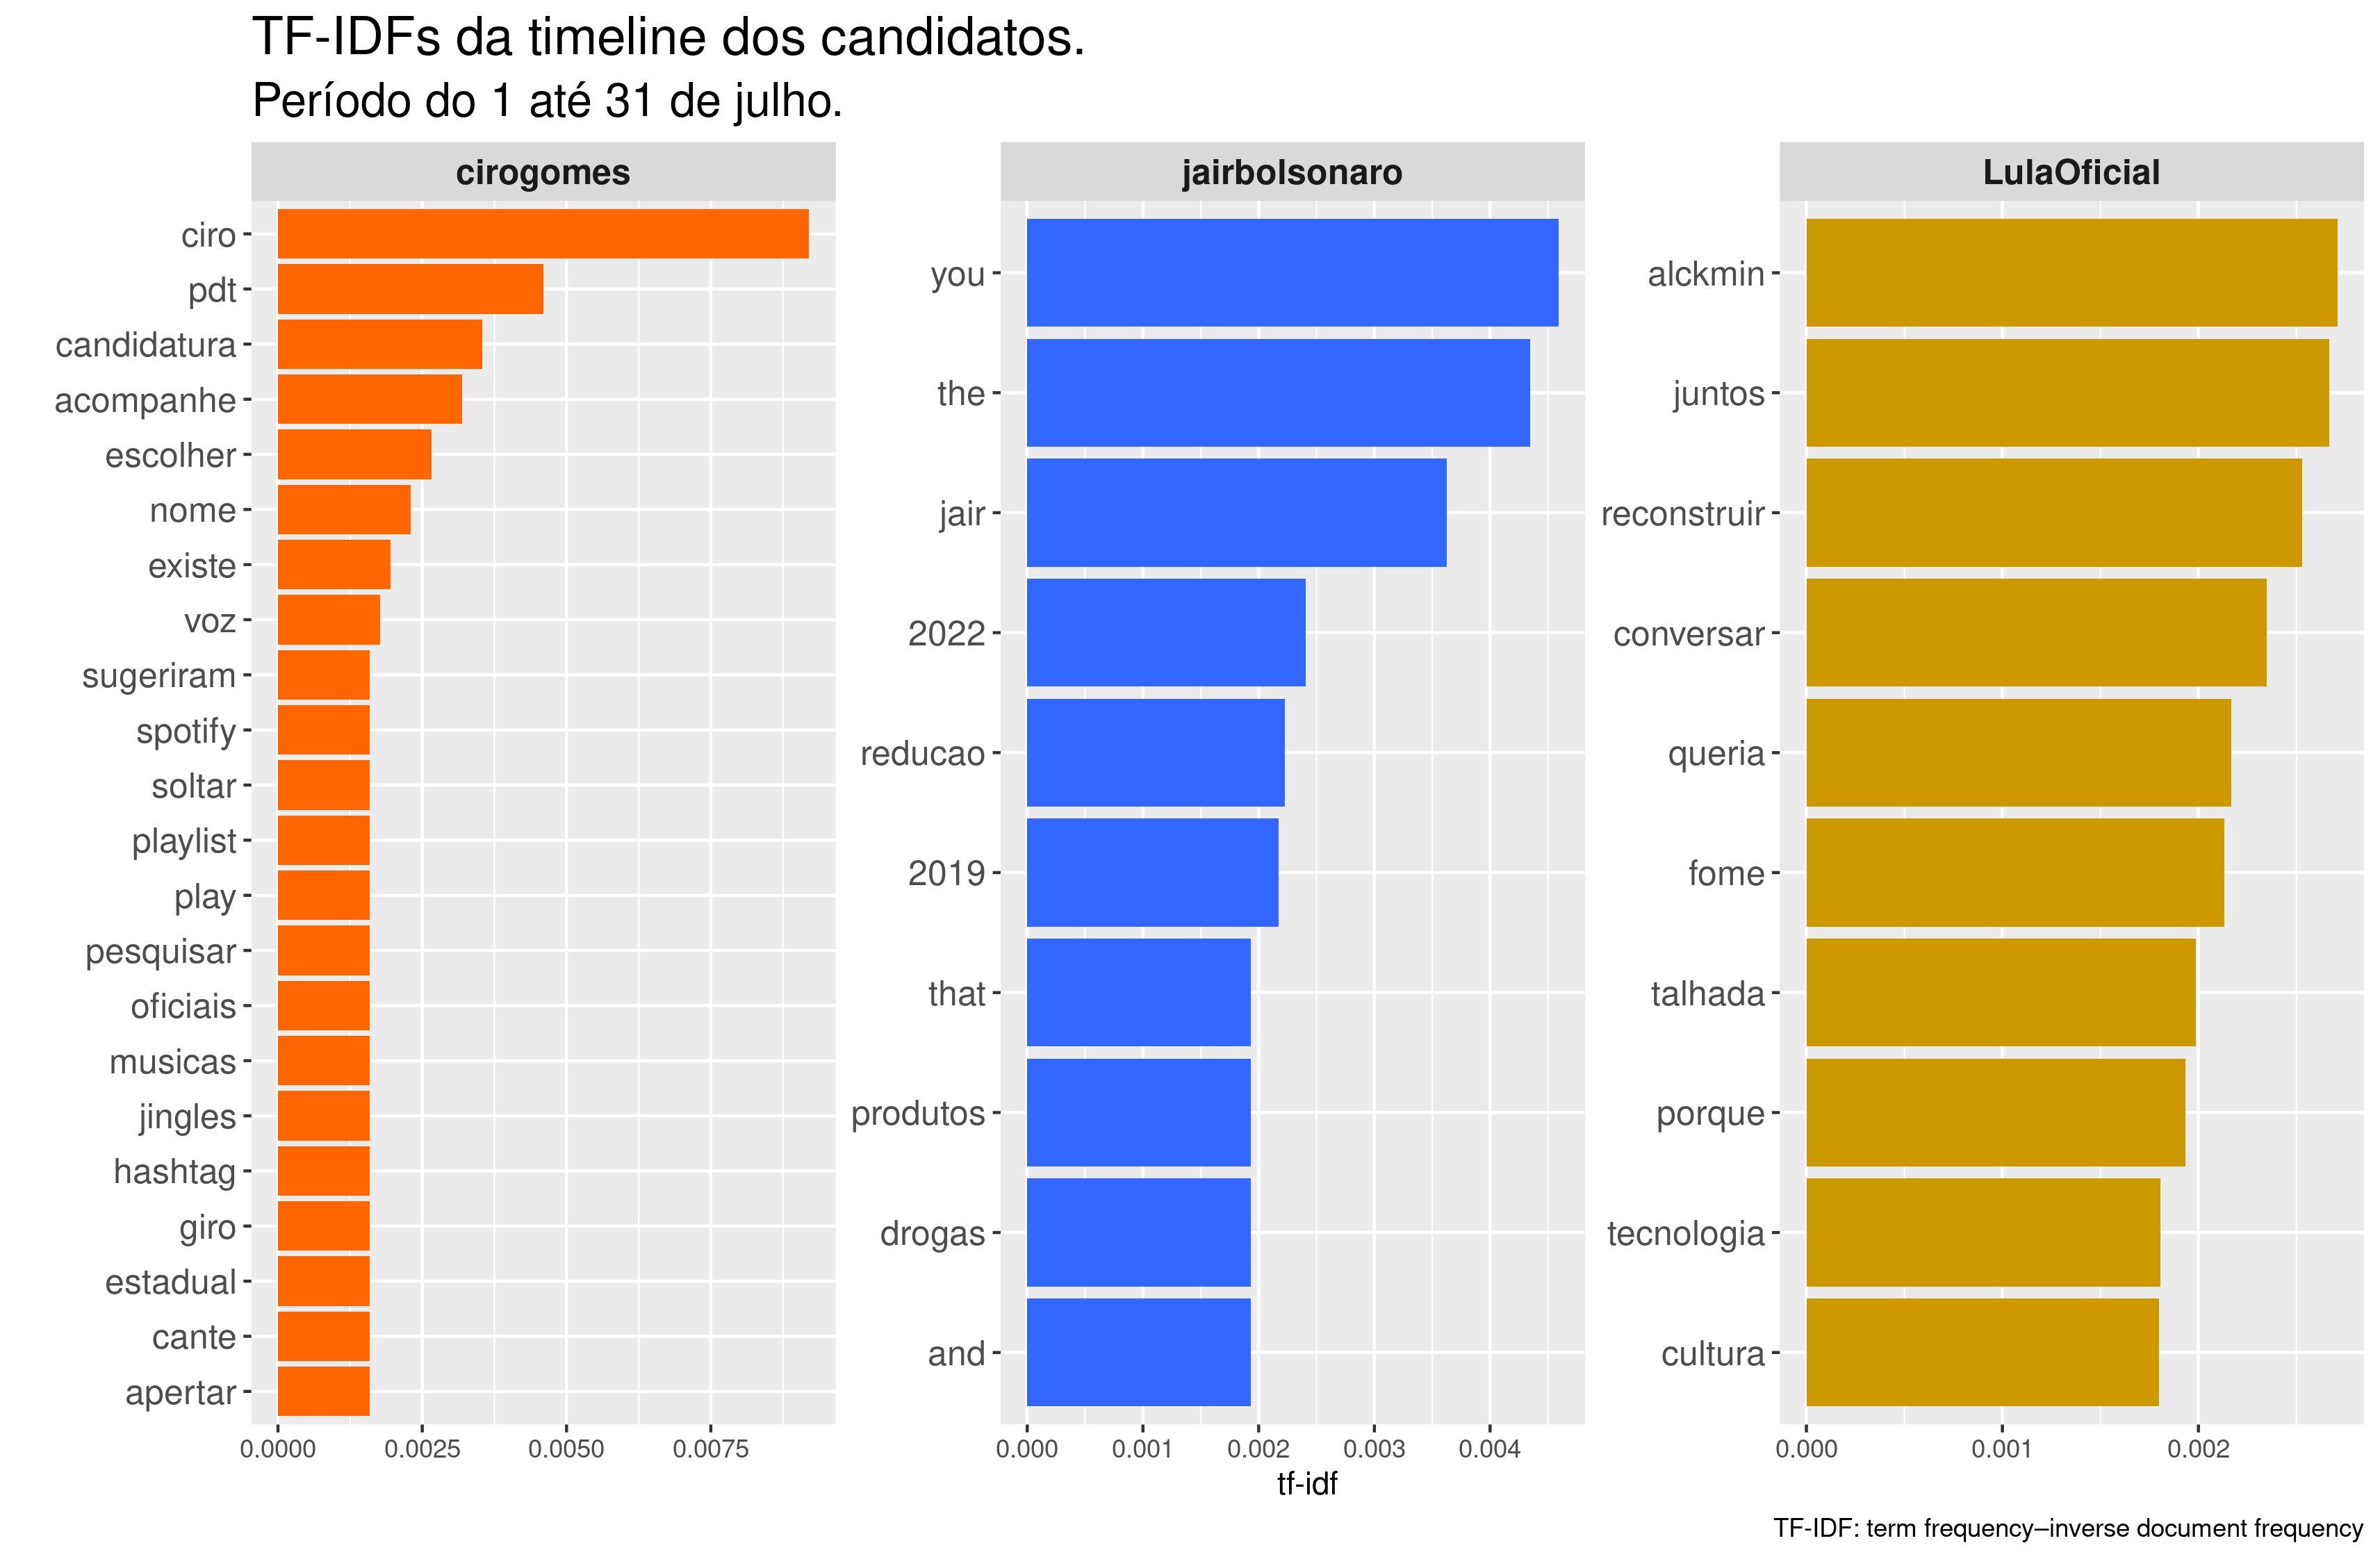 TF-IDFs da timeline dos candidatos.
Período do 1 até 31 de julho.
cirogomes
ciro
pdt
candidatura
acompanhe
escolher
nome
existe
voz
sugeriram
spotify
soltar
playlist
play
pesquisar
oficiais
musicas
jingles
hashtag
giro
estadual
cante
apertar
0.0000 0.0025 0.0050 0.0075
jairbolsonaro
you
the
jair
2022
reducao
2019
that
produtos
drogas
and
0.000 0.001 0.002 0.003 0.004
LulaOficial
alckmin
juntos
reconstruir
conversar
queria
fome
talhada
porque
tecnologia
cultura
0.000 0.001 0.002
tf-idf
TF-IDF: term frequency–inverse document frequency